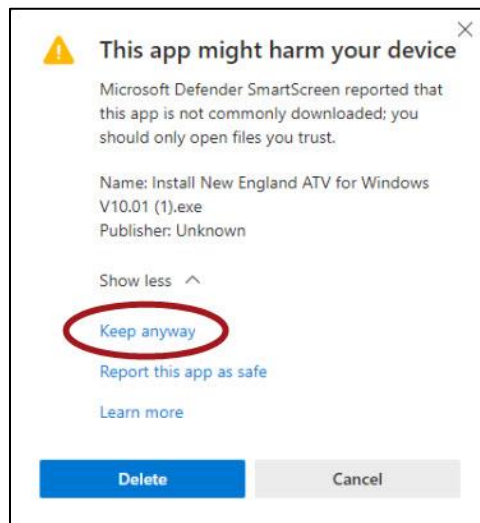 This app might harm your device
Microsoft Defender SmartScreen reported that
this app is not commonly downloaded; you
should only open files you trust.
Name: Install New England ATV for Windows
V10.01 (1).exe
Publisher: Unknown
Show less
Keep anyway
Report this app as safe
Learn more
Delete Cancel